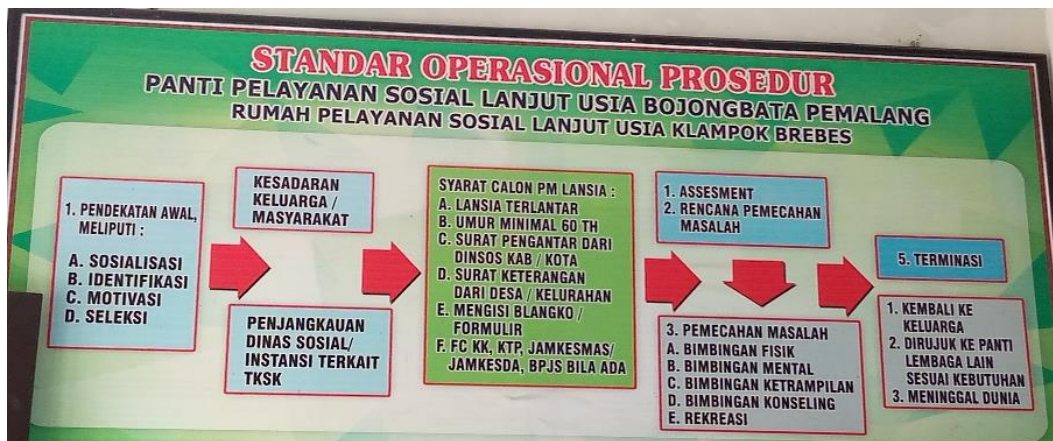 STANDAR OPERASIONAL PROSEDUR
PANTI PELAYANAN SOSIAL LANJUT USIA BOJONGBATA PEMALANG
RUMAH PELAYANAN SOSIAL LANJUT USIA KLAMPOK BREBES
1. PENDEKATAN AWAL,
MELIPUTI :
A. SOSIALISASI
B. IDENTIFIKASI
C. MOTIVASI
D. SELEKSI
KESADARAN
KELUARGA /
MASYARAKAT
PENJANGKAUAN
DINAS SOSIAL/
INSTANSI TERKAIT
TKSK
SYARAT CALON PM LANSIA :
A. LANSIA TERLANTAR
B. UMUR MINIMAL 60 TH
C. SURAT PENGANTAR DARI
DINSOS KAB / KOTA
D. SURAT KETERANGAN
DARI DESA / KELURAHAN
E. MENGISI BLANGKO /
FORMULIR
F. FC KK, KTP, JAMKESMAS/
JAMKESDA, BPJS BILA ADA
1. ASSESMENT
2. RENCANA PEMECAHAN
MASALAH
3. PEMECAHAN MASALAH
A. BIMBINGAN FISIK
B. BIMBINGAN MENTAL
C. BIMBINGAN KETRAMPILAN
D. BIMBINGAN KONSELING
E. REKREASI
5. TERMINASI
1. KEMBALI KE
KELUARGA
2. DIRUJUK KE PANTI
LEMBAGA LAIN
SESUAI KEBUTUHAN
3. MENINGGAL DUNIA